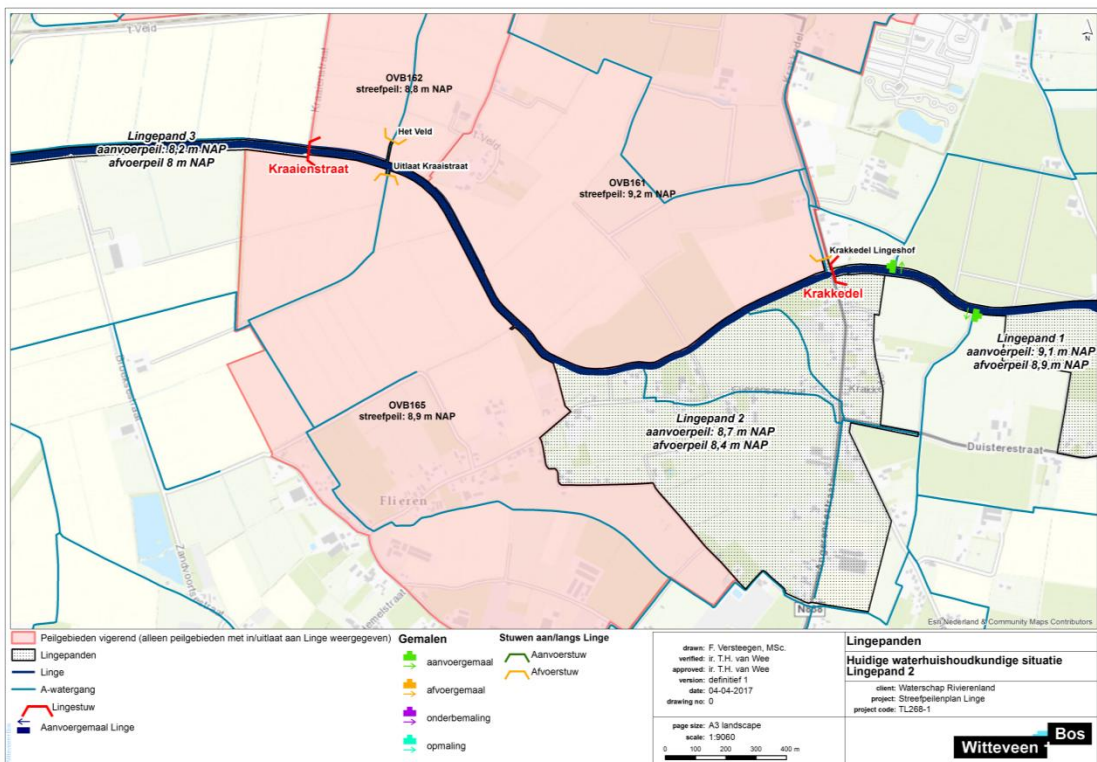 't Veld
Kraaienstraat
OVB162
streefpeil: 8,8 m NAP
Krakkedel
N
Lingepand 3
aanvoerpeil: 8,2 m NAP
afvoerpeil 8 m NAP
Het Veld
't Veld
Kraaienstraat
Uitlaat Kraaistraat
OVB161
streefpeil: 9,2 m NAP
Krakkedel Lingeshof
Krakkedel
Lingepand 1
aanvoerpeil: 9,1 m NAP
afvoerpeil 8,9 m NAP
OVB165
streefpeil: 8,9 m NAP
Lingepand 2
aanvoerpeil: 8,7 m NAP
afvoerpeil 8,4 m NAP
Duisterestraat
Flieren
Angerensestraat
Zandvoortsestraat
N838
Esri Nederland & Community Maps Contributors
Peilgebieden vigerend (alleen peilgebieden met in/uitlaat aan Linge weergegeven)
Lingepanden
Linge
A-watergang
Lingestuw
Aanvoergemaal Linge
Gemalen
aanvoergemaal
afvoergemaal
onderbemaling
opmaling
Stuwen aan/langs Linge
Aanvoerstuw
Afvoerstuw
drawn: F. Versteegen, MSc.
verified: ir. T.H. van Wee
approved: ir. T.H. van Wee
version: definitief 1
date: 04-04-2017
drawing no: 0
page size: A3 landscape
scale: 1:9060
0 100 200 300 400 m
Lingepanden
Huidige waterhuishoudkundige situatie
Lingepand 2
client: Waterschap Rivierenland
project: Streefpeilenplan Linge
project code: TL268-1
Witteveen + Bos